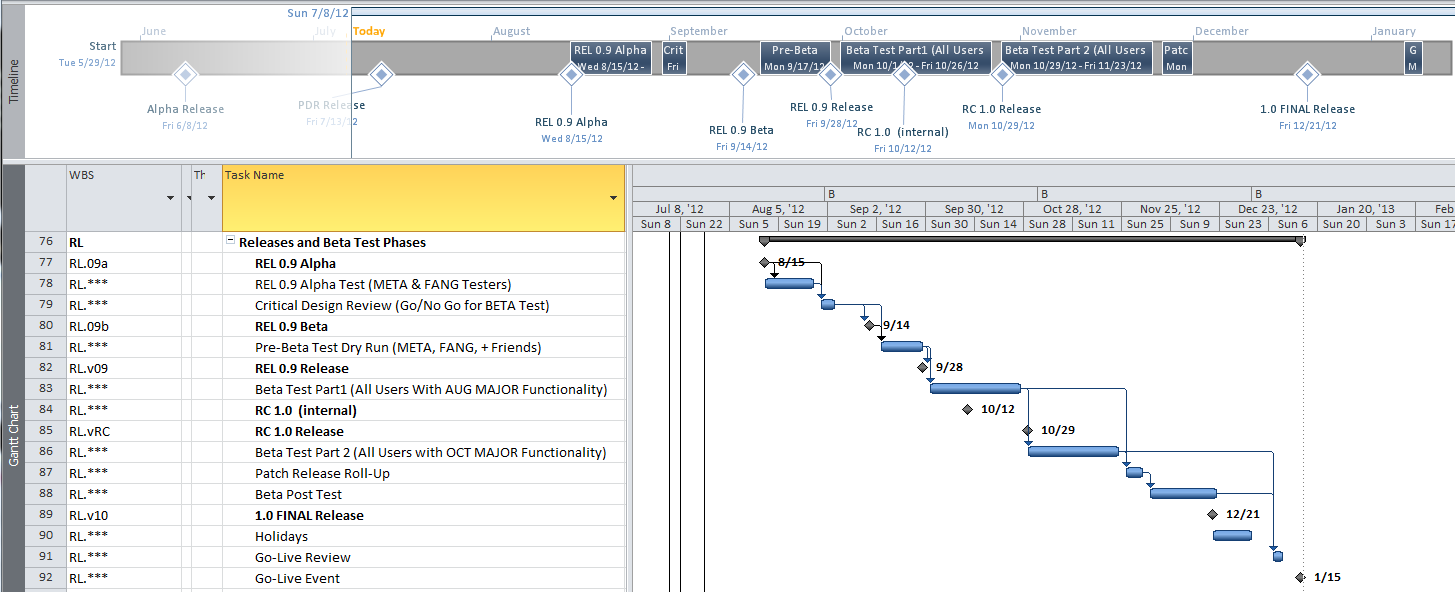 Sun 7/8/12
June
July
Today
August
September
October
November
December
January
Timeline
Start
Tue 5/29/12
REL 0.9 Alpha
Wed 8/15/12 -
Crit
Fri
Pre-Beta
Mon 9/17/12
Beta Test Part1 (All Users
Mon 10/1/12 - Fri 10/26/12
Beta Test Part 2 (All Users
Mon 10/29/12 - Fri 11/23/12
Patc
Mon
G
M
Alpha Release
Fri 6/8/12
PDR Release
Fri 7/13/12
REL 0.9 Alpha
Wed 8/15/12
REL 0.9 Beta
Fri 9/14/12
REL 0.9 Release
Fri 9/28/12
RC 1.0 (internal)
Fri 10/12/12
RC 1.0 Release
Mon 10/29/12
1.0 FINAL Release
Fri 12/21/12
Gantt Chart
WBS Th Task Name
B B B
Jul 8, '12 Aug 5, '12 Sep 2, '12 Sep 30, '12 Oct 28, '12 Nov 25, '12 Dec 23, '12 Jan 20, '13 Feb
Sun 8 Sun 22 Sun 5 Sun 19 Sun 2 Sun 16 Sun 30 Sun 14 Sun 28 Sun 11 Sun 25 Sun 9 Sun 23 Sun 6 Sun 20 Sun 3 Sun 17
76 RL Releases and Beta Test Phases
77 RL.09a REL 0.9 Alpha 8/15
78 RL.*** REL 0.9 Alpha Test (META & FANG Testers)
79 RL.*** Critical Design Review (Go/No Go for BETA Test)
80 RL.09b REL 0.9 Beta 9/14
81 RL.*** Pre-Beta Test Dry Run (META, FANG, + Friends)
82 RL.v09 REL 0.9 Release 9/28
83 RL.*** Beta Test Part1 (All Users With AUG MAJOR Functionality)
84 RL.*** RC 1.0 (internal) 10/12
85 RL.vRC RC 1.0 Release 10/29
86 RL.*** Beta Test Part 2 (All Users with OCT MAJOR Functionality)
87 RL.*** Patch Release Roll-Up
88 RL.*** Beta Post Test
89 RL.v10 1.0 FINAL Release 12/21
90 RL.*** Holidays
91 RL.*** Go-Live Review
92 RL.*** Go-Live Event 1/15